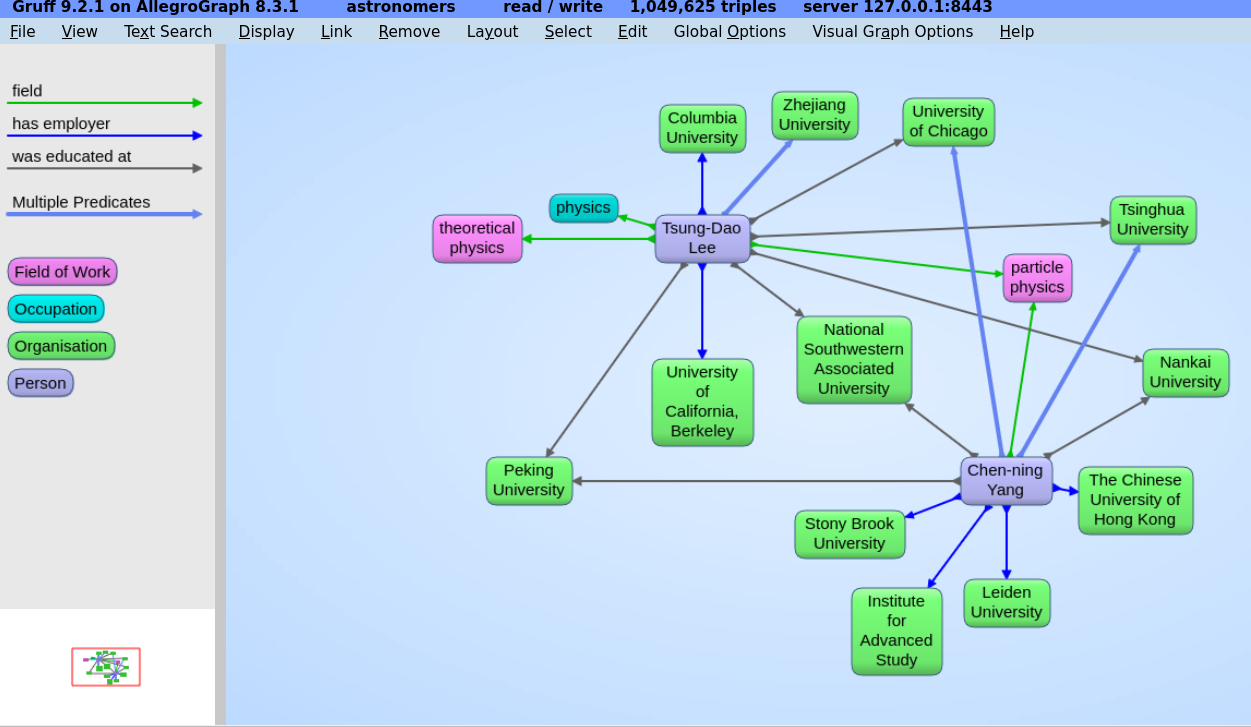 Gruff 9.2.1 on AllegroGraph 8.3.1 astronomers read / write 1,049,625 triples server 127.0.0.1:8443
File View Text Search Display Link Remove Layout Select Edit Global Options Visual Graph Options Help
field
has employer
was educated at
Multiple Predicates
Field of Work
Occupation
Organisation
Person
Columbia
University
Zhejiang
University
University
of Chicago
physics
theoretical
physics
Tsung-Dao
Lee
Tsinghua
University
particle
physics
National
Southwestern
Associated
University
Nankai
University
University
of
California,
Berkeley
Peking
University
Chen-ning
Yang
The Chinese
University of
Hong Kong
Stony Brook
University
Leiden
University
Institute
for
Advanced
Study